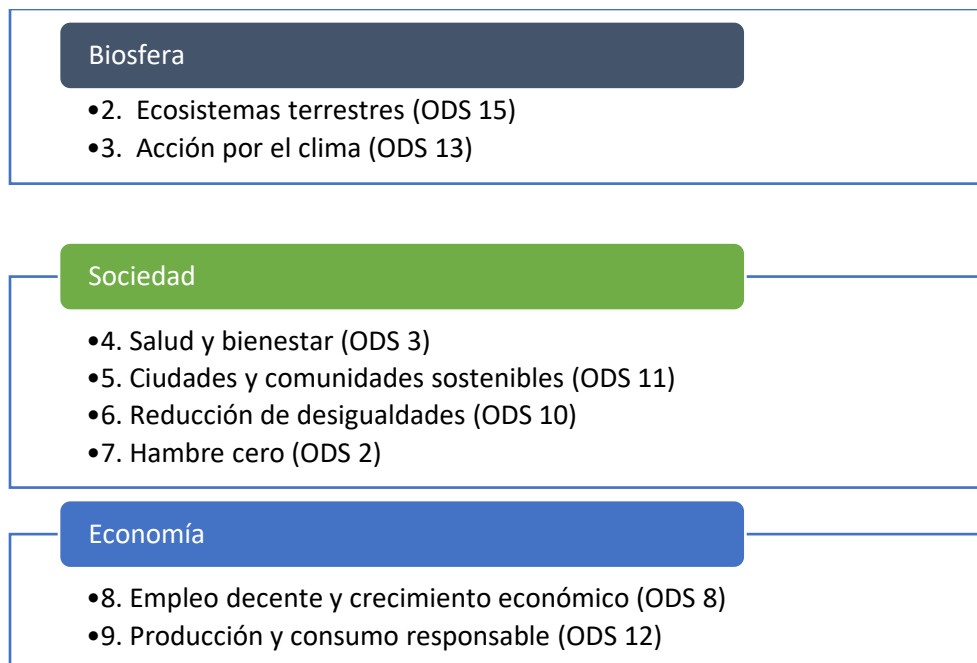 Biosfera
•2. Ecosistemas terrestres (ODS 15)
•3. Acción por el clima (ODS 13)
Sociedad
•4. Salud y bienestar (ODS 3)
•5. Ciudades y comunidades sostenibles (ODS 11)
•6. Reducción de desigualdades (ODS 10)
•7. Hambre cero (ODS 2)
Economía
•8. Empleo decente y crecimiento económico (ODS 8)
•9. Producción y consumo responsable (ODS 12)